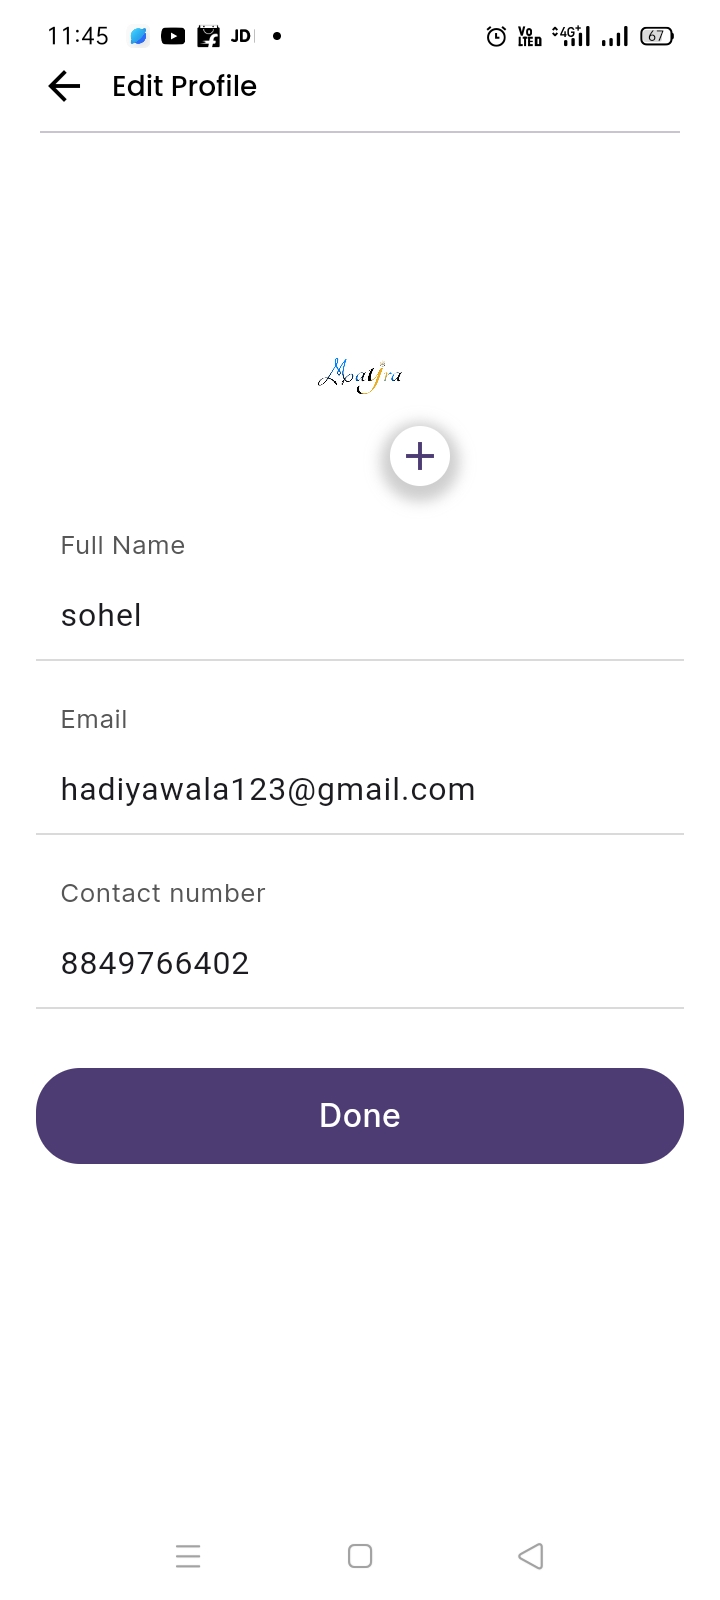 11:45 JD Vo LTE D 4G+ 67
Edit Profile
Maayra
Full Name
sohel
Email
hadiyawala123@gmail.com
Contact number
8849766402
Done